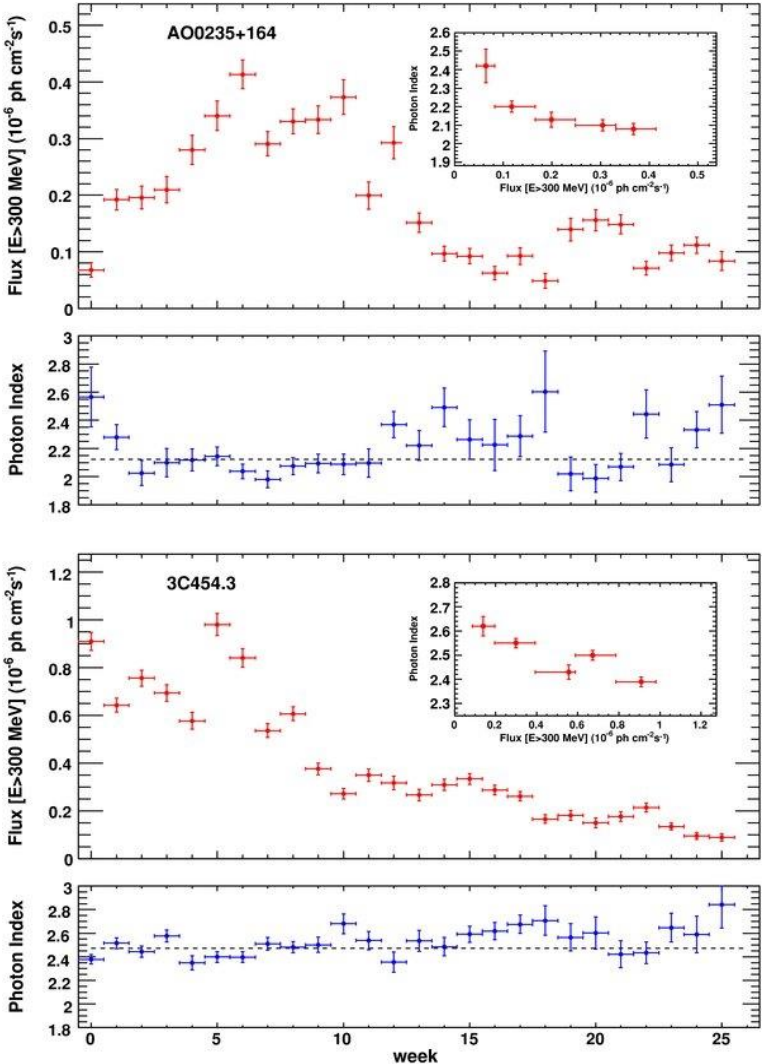 AO0235+164
Flux [E>300 MeV] (10⁻⁶ ph cm⁻²s⁻¹)
0.5
0.4
0.3
0.2
0.1
0
Photon Index
2.6
2.5
2.4
2.3
2.2
2.1
2
1.9
0 0.1 0.2 0.3 0.4 0.5
Flux [E>300 MeV] (10⁻⁶ ph cm⁻²s⁻¹)
Photon Index
3
2.8
2.6
2.4
2.2
2
1.8
3C454.3
Flux [E>300 MeV] (10⁻⁶ ph cm⁻²s⁻¹)
1.2
1
0.8
0.6
0.4
0.2
0
Photon Index
2.8
2.7
2.6
2.5
2.4
2.3
0 0.2 0.4 0.6 0.8 1 1.2
Flux [E>300 MeV] (10⁻⁶ ph cm⁻²s⁻¹)
Photon Index
3
2.8
2.6
2.4
2.2
2
1.8
0 5 10 15 20 25
week